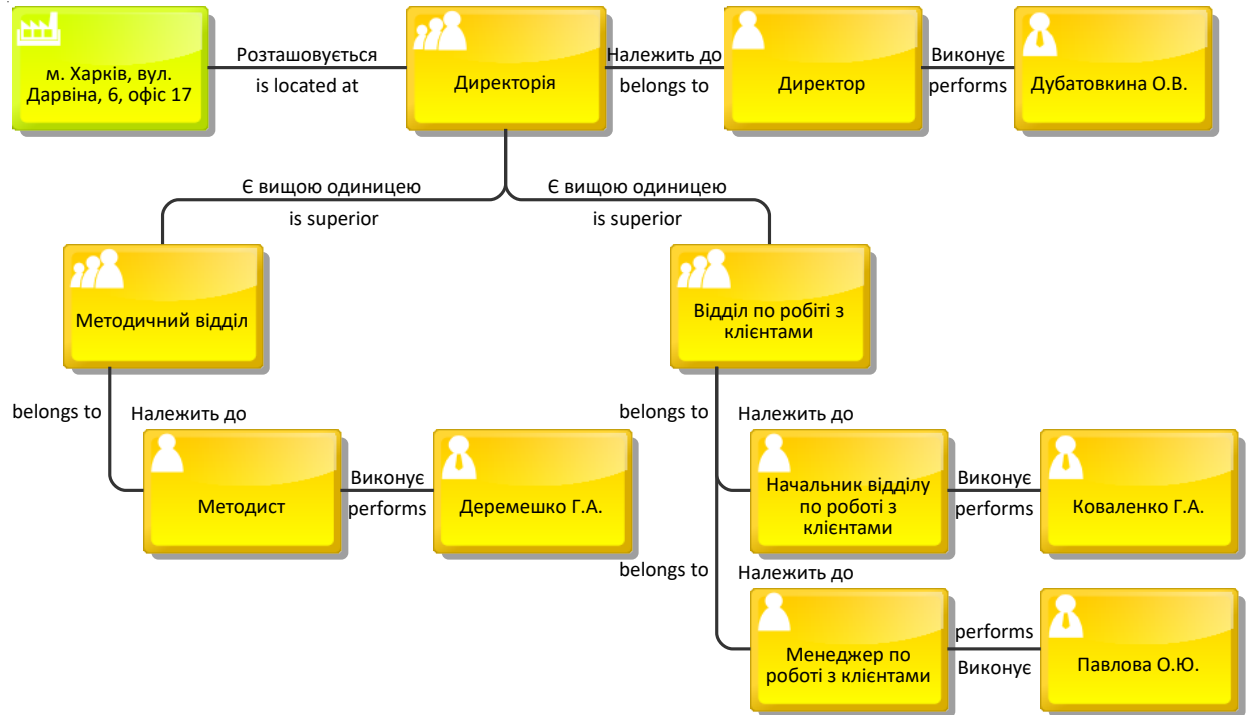 м. Харків, вул.
Дарвіна, 6, офіс 17
Розташовується
is located at
Директорія
Належить до
belongs to
Директор
Виконує
performs
Дубатовкина О.В.
Є вищою одиницею
is superior
Є вищою одиницею
is superior
Методичний відділ
Відділ по робіті з
клієнтами
belongs to
Належить до
Методист
Виконує
performs
Деремешко Г.А.
belongs to
Належить до
Начальник відділу
по роботі з
клієнтами
Виконує
performs
Коваленко Г.А.
belongs to
Належить до
Менеджер по
роботі з клієнтами
performs
Виконує
Павлова О.Ю.